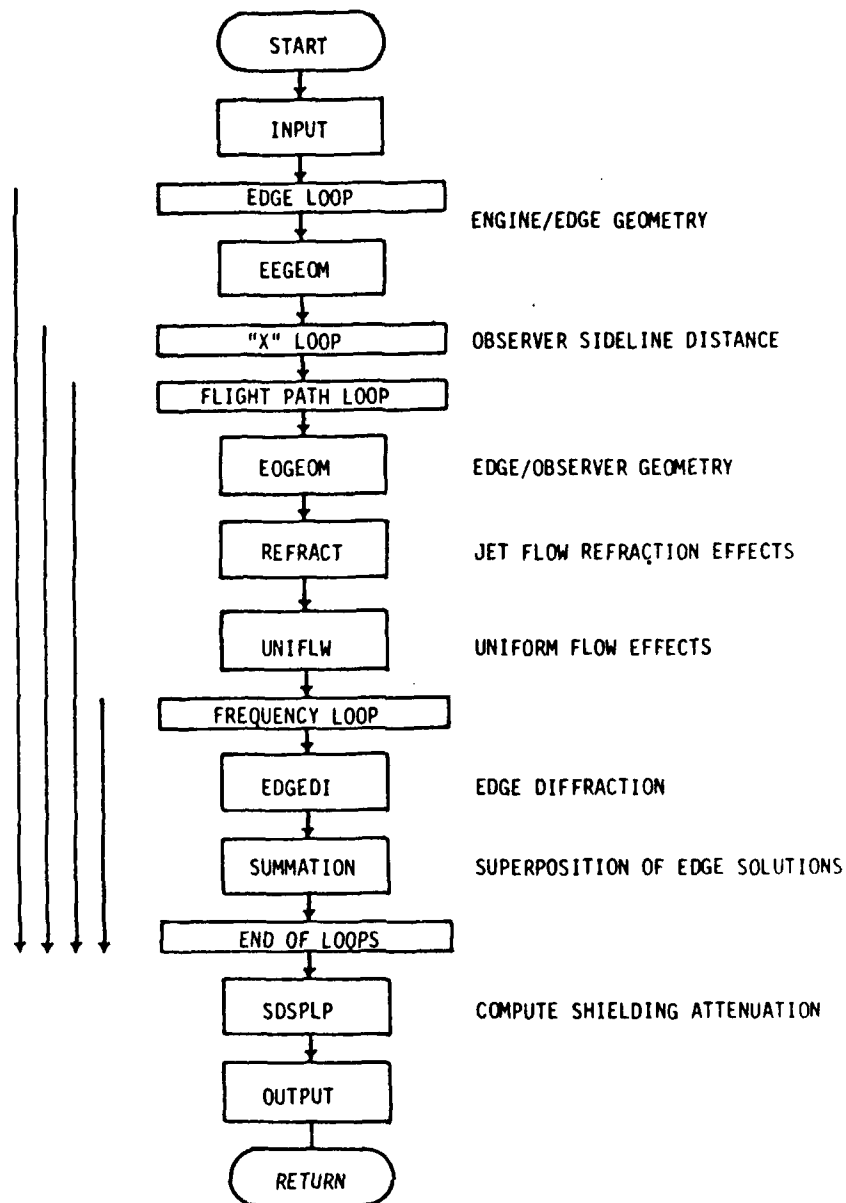 START
INPUT
EDGE LOOP
ENGINE/EDGE GEOMETRY
EEGEOM
"X" LOOP
OBSERVER SIDELINE DISTANCE
FLIGHT PATH LOOP
EOGEOM
EDGE/OBSERVER GEOMETRY
REFRACT
JET FLOW REFRACTION EFFECTS
UNIFLW
UNIFORM FLOW EFFECTS
FREQUENCY LOOP
EDGEDI
EDGE DIFFRACTION
SUMMATION
SUPERPOSITION OF EDGE SOLUTIONS
END OF LOOPS
SDSPLP
COMPUTE SHIELDING ATTENUATION
OUTPUT
RETURN